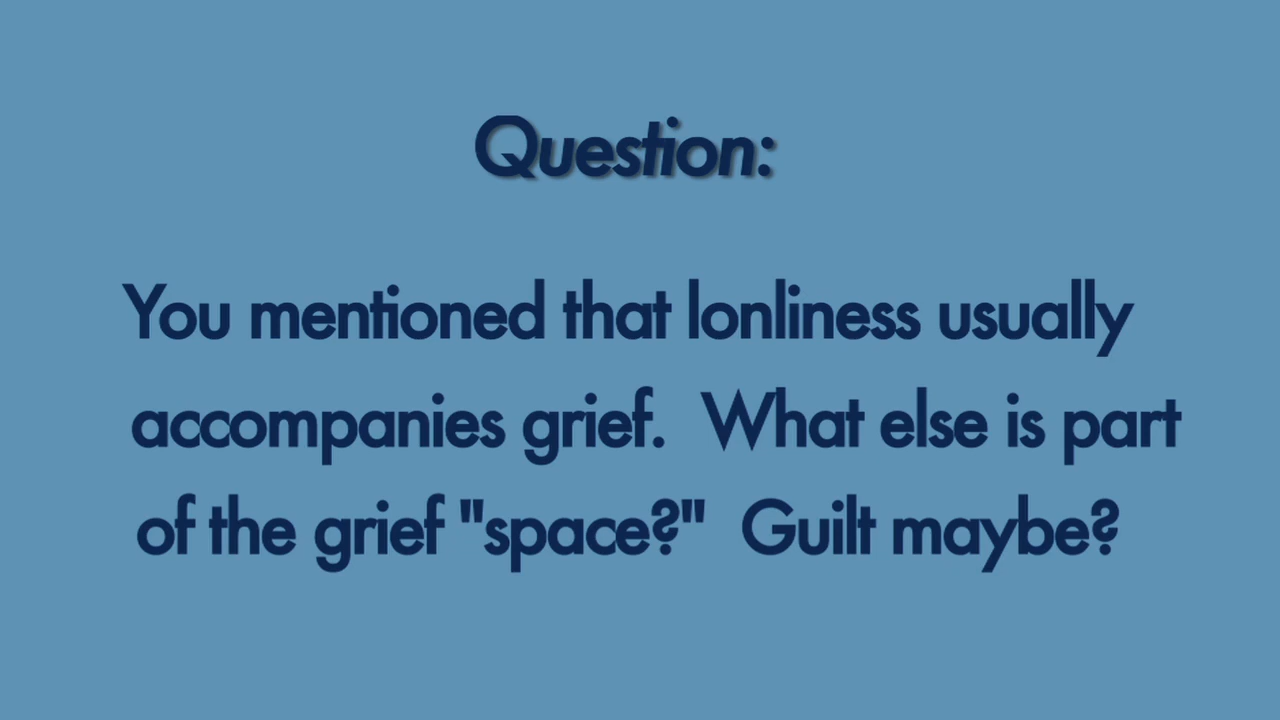 Question:
You mentioned that lonliness usually
accompanies grief.  What else is part
of the grief "space?"  Guilt maybe?